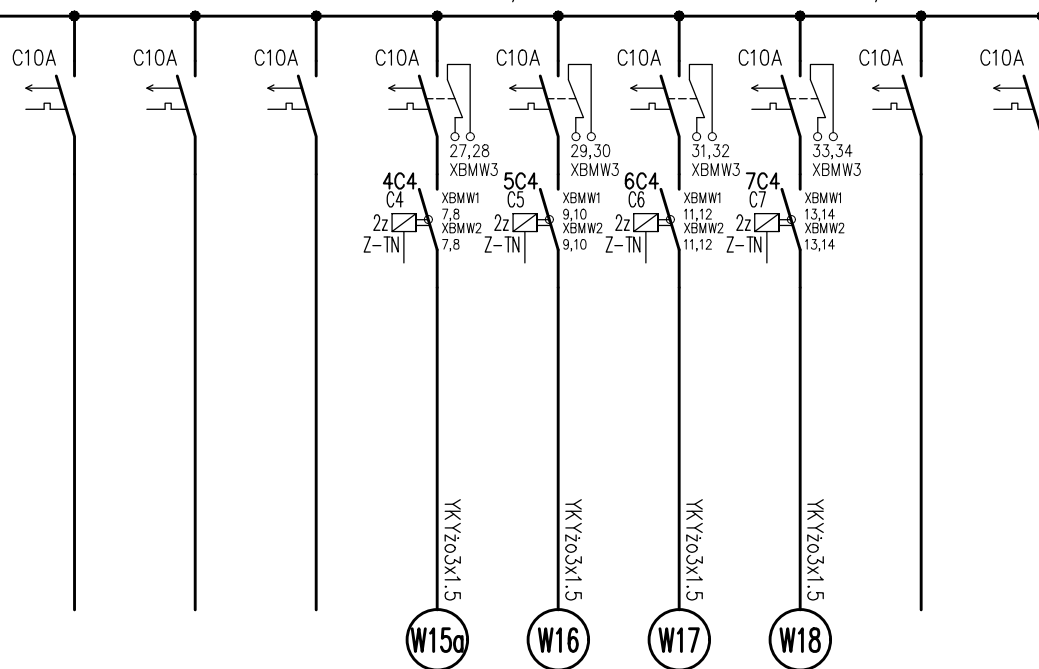 C10A
C10A
C10A
C10A
C10A
C10A
C10A
C10A
C10A
27,28
XBMW3
29,30
XBMW3
31,32
XBMW3
33,34
XBMW3
4C4
C4
2z
Z-TN
XBMW1
7,8
XBMW2
7,8
5C4
C5
2z
Z-TN
XBMW1
9,10
XBMW2
9,10
6C4
C6
2z
Z-TN
XBMW1
11,12
XBMW2
11,12
7C4
C7
2z
Z-TN
XBMW1
13,14
XBMW2
13,14
YKYżo3x1.5
YKYżo3x1.5
YKYżo3x1.5
YKYżo3x1.5
W15a
W16
W17
W18